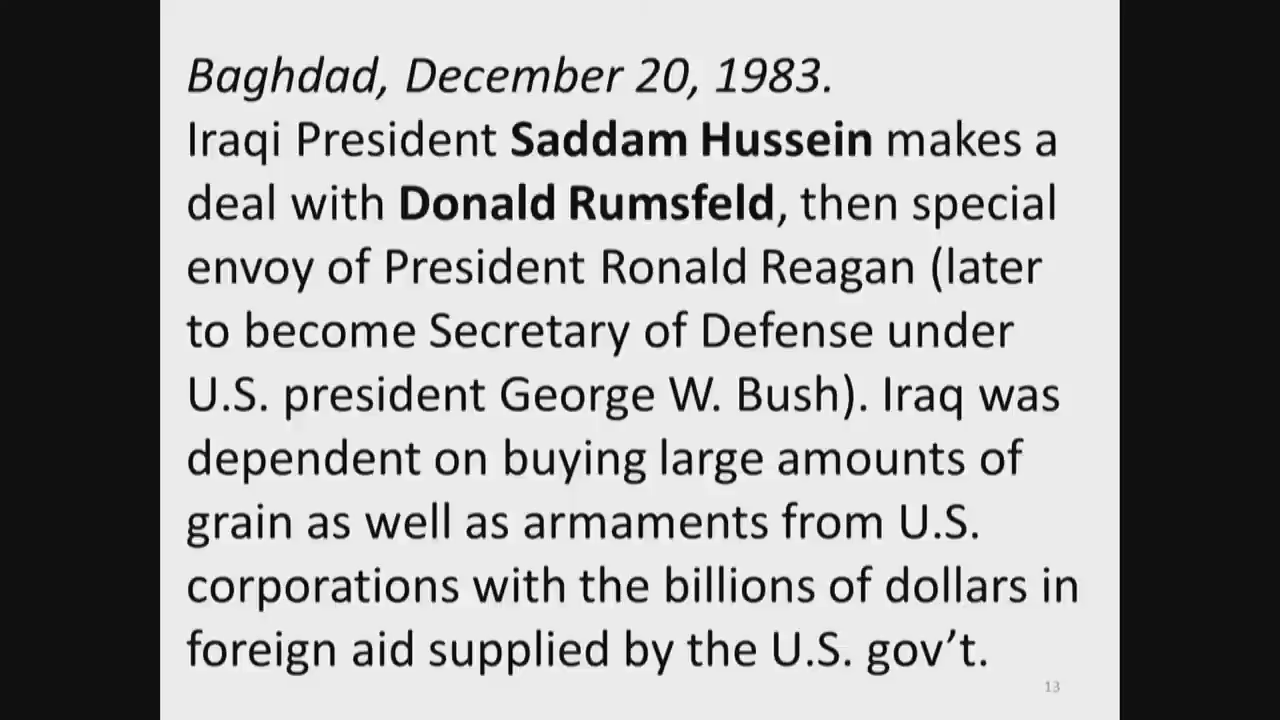 Baghdad, December 20, 1983.
Iraqi President Saddam Hussein makes a
deal with Donald Rumsfeld, then special
envoy of President Ronald Reagan (later
to become Secretary of Defense under
U.S. president George W. Bush). Iraq was
dependent on buying large amounts of
grain as well as armaments from U.S.
corporations with the billions of dollars in
foreign aid supplied by the U.S. gov’t.
13